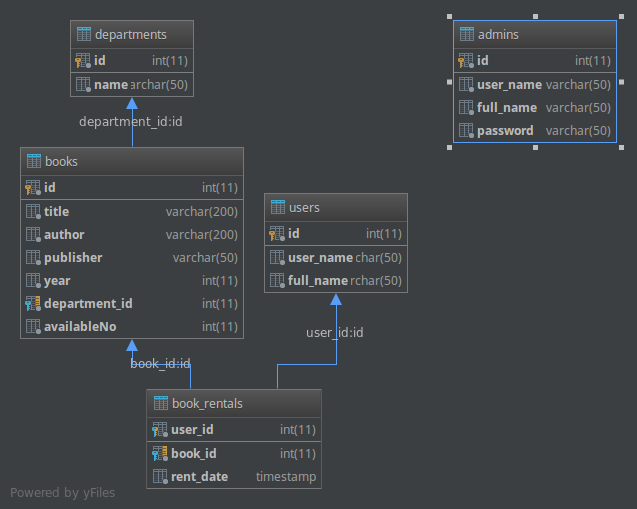 departments
id int(11)
name archar(50)
admins
id int(11)
user_name varchar(50)
full_name varchar(50)
password varchar(50)
department_id:id
books
id int(11)
title varchar(200)
author varchar(200)
publisher varchar(50)
year int(11)
department_id int(11)
availableNo int(11)
users
id int(11)
user_name char(50)
full_name rchar(50)
user_id:id
book_id:id
book_rentals
user_id int(11)
book_id int(11)
rent_date timestamp
Powered by yFiles